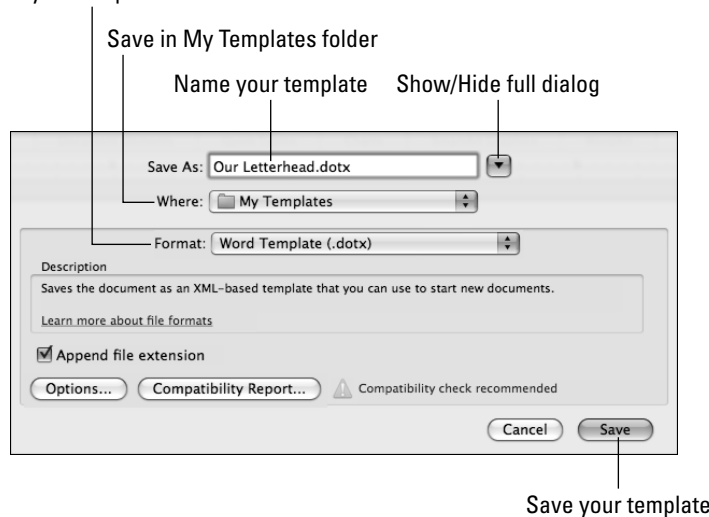 Save in My Templates folder
Name your template Show/Hide full dialog
Save As: Our Letterhead.dotx
Where: My Templates
Format: Word Template (.dotx)
Description
Saves the document as an XML-based template that you can use to start new documents.
Learn more about file formats
Append file extension
Options... Compatibility Report... Compatibility check recommended
Cancel Save
Save your template